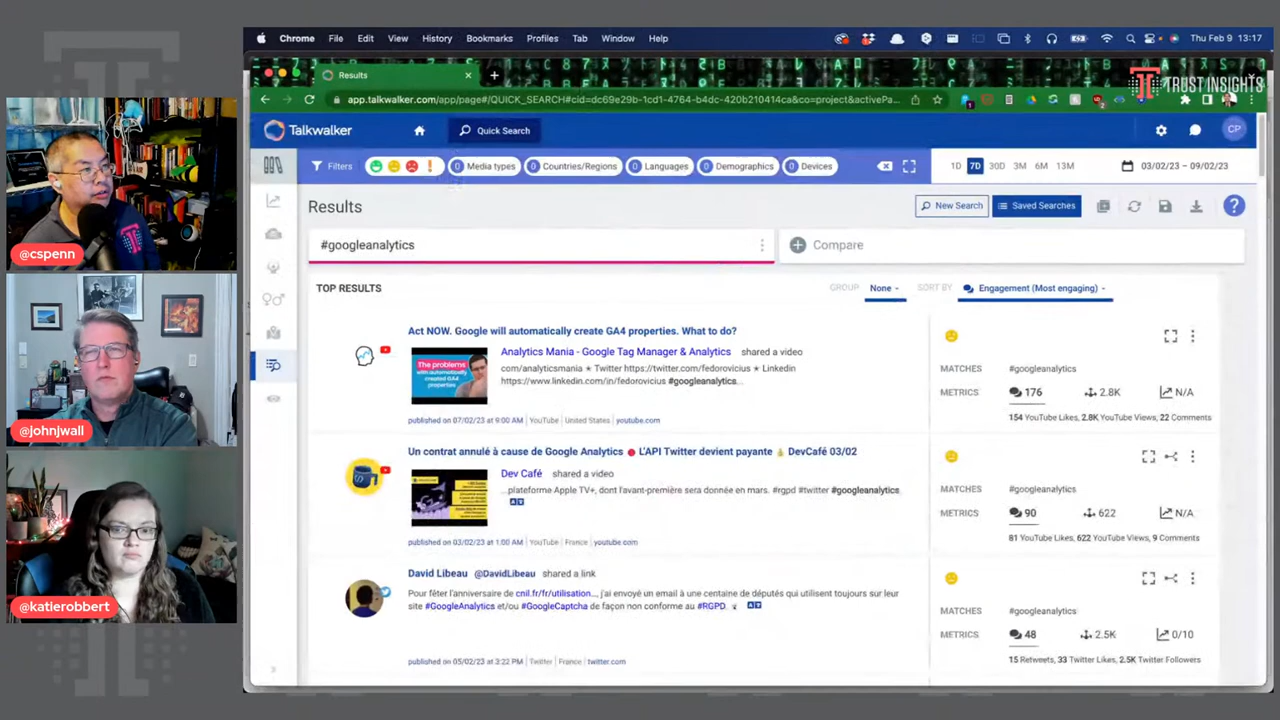 Chrome File Edit View History Bookmarks Profiles Tab Window Help
Thu Feb 9 13:17
Results
TRUST INSIGHTS
app.talkwalker.com/app/page#/QUICK_SEARCH#cid=dc69e29b-1cd1-4764-b4dc-420b210414ca&co=project&activePa...
Talkwalker
Quick Search
CP
Filters
0 Media types
0 Countries/Regions
0 Languages
0 Demographics
0 Devices
1D 7D 30D 3M 6M 13M
03/02/23 – 09/02/23
Results
New Search
Saved Searches
#googleanalytics
Compare
TOP RESULTS
GROUP None
SORT BY Engagement (Most engaging)
Act NOW. Google will automatically create GA4 properties. What to do?
The problems with automatically created GA4 properties
Analytics Mania - Google Tag Manager & Analytics shared a video
com/analyticsmania ★ Twitter https://twitter.com/fedorovicius ★ Linkedin
https://www.linkedin.com/in/fedorovicius #googleanalytics...
published on 07/02/23 at 9:00 AM | YouTube | United States | youtube.com
MATCHES #googleanalytics
METRICS 176 2.8K N/A
154 YouTube Likes, 2.8K YouTube Views, 22 Comments
Un contrat annulé à cause de Google Analytics 🔴 L'API Twitter devient payante 💰 DevCafé 03/02
Dev Café shared a video
...plateforme Apple TV+, dont l'avant-première sera donnée en mars. #rgpd #twitter #googleanalytics
published on 03/02/23 at 1:00 AM | YouTube | France | youtube.com
MATCHES #googleanalytics
METRICS 90 622 N/A
81 YouTube Likes, 622 YouTube Views, 9 Comments
David Libeau @DavidLibeau shared a link
Pour fêter l'anniversaire de cnil.fr/fr/utilisation..., j'ai envoyé un email à une centaine de députés qui utilisent toujours sur leur
site #GoogleAnalytics et/ou #GoogleCaptcha de façon non conforme au #RGPD.
published on 05/02/23 at 3:22 PM | Twitter | France | twitter.com
MATCHES #googleanalytics
METRICS 48 2.5K 0/10
15 Retweets, 33 Twitter Likes, 2.5K Twitter Followers
@cspenn
@johnjwall
@katierobbert